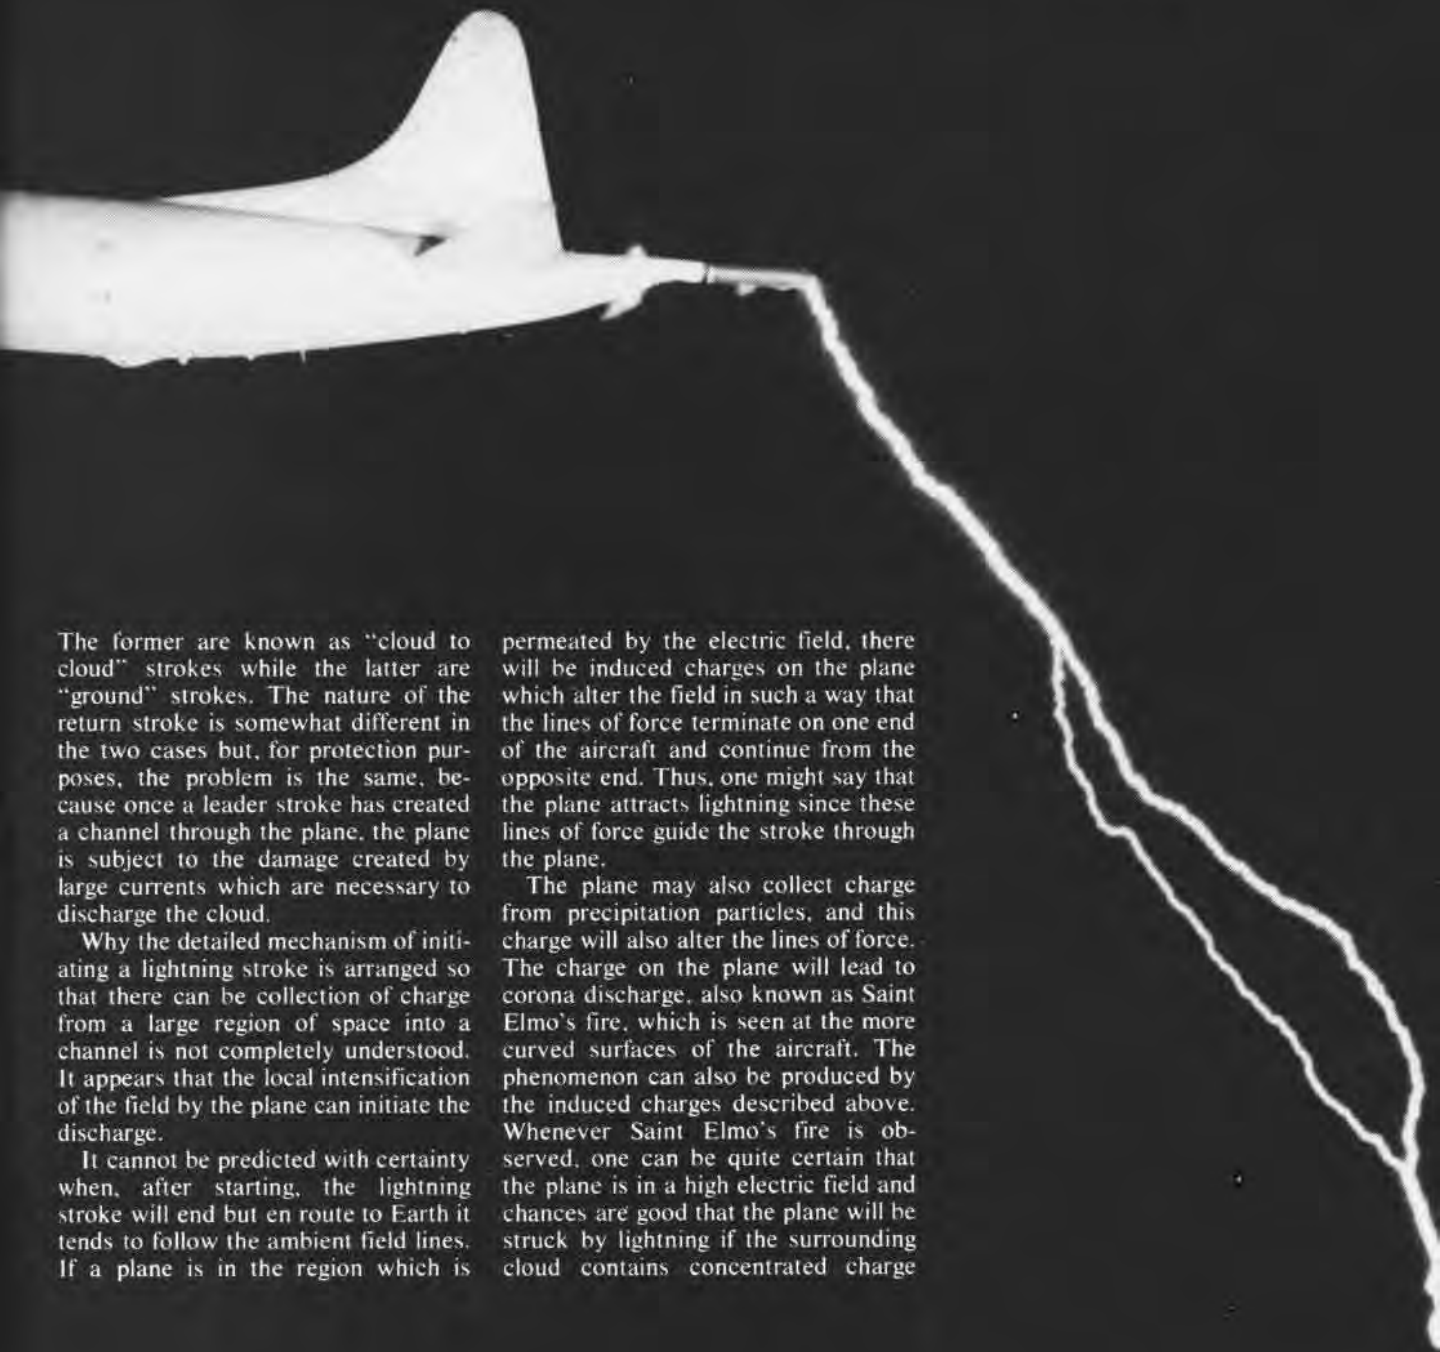 The former are known as "cloud to
cloud" strokes while the latter are
"ground" strokes. The nature of the
return stroke is somewhat different in
the two cases but, for protection pur-
poses, the problem is the same, be-
cause once a leader stroke has created
a channel through the plane, the plane
is subject to the damage created by
large currents which are necessary to
discharge the cloud.
Why the detailed mechanism of initi-
ating a lightning stroke is arranged so
that there can be collection of charge
from a large region of space into a
channel is not completely understood.
It appears that the local intensification
of the field by the plane can initiate the
discharge.
It cannot be predicted with certainty
when, after starting, the lightning
stroke will end but en route to Earth it
tends to follow the ambient field lines.
If a plane is in the region which is
permeated by the electric field, there
will be induced charges on the plane
which alter the field in such a way that
the lines of force terminate on one end
of the aircraft and continue from the
opposite end. Thus, one might say that
the plane attracts lightning since these
lines of force guide the stroke through
the plane.
The plane may also collect charge
from precipitation particles, and this
charge will also alter the lines of force.
The charge on the plane will lead to
corona discharge, also known as Saint
Elmo's fire, which is seen at the more
curved surfaces of the aircraft. The
phenomenon can also be produced by
the induced charges described above.
Whenever Saint Elmo's fire is ob-
served, one can be quite certain that
the plane is in a high electric field and
chances are good that the plane will be
struck by lightning if the surrounding
cloud contains concentrated charge